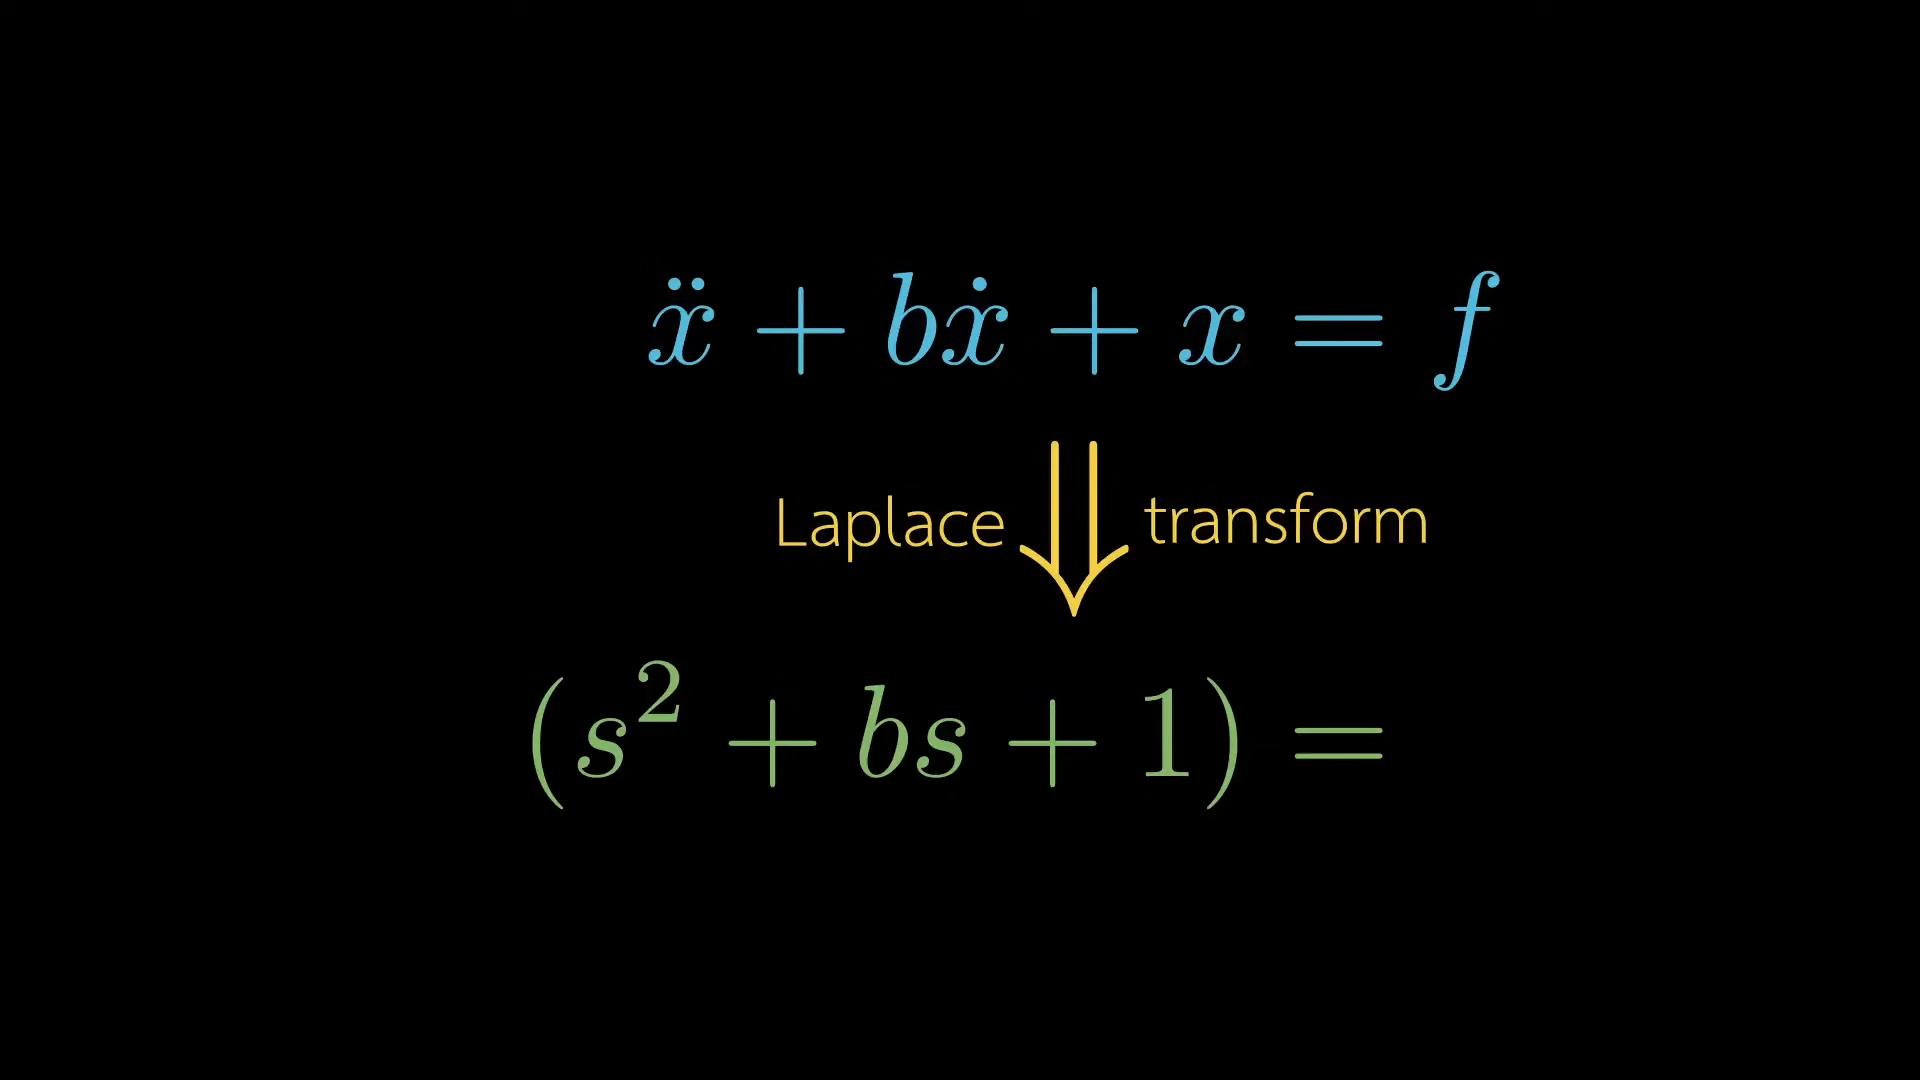 ẍ + bẋ + x = f
Laplace transform
(s² + bs + 1) =